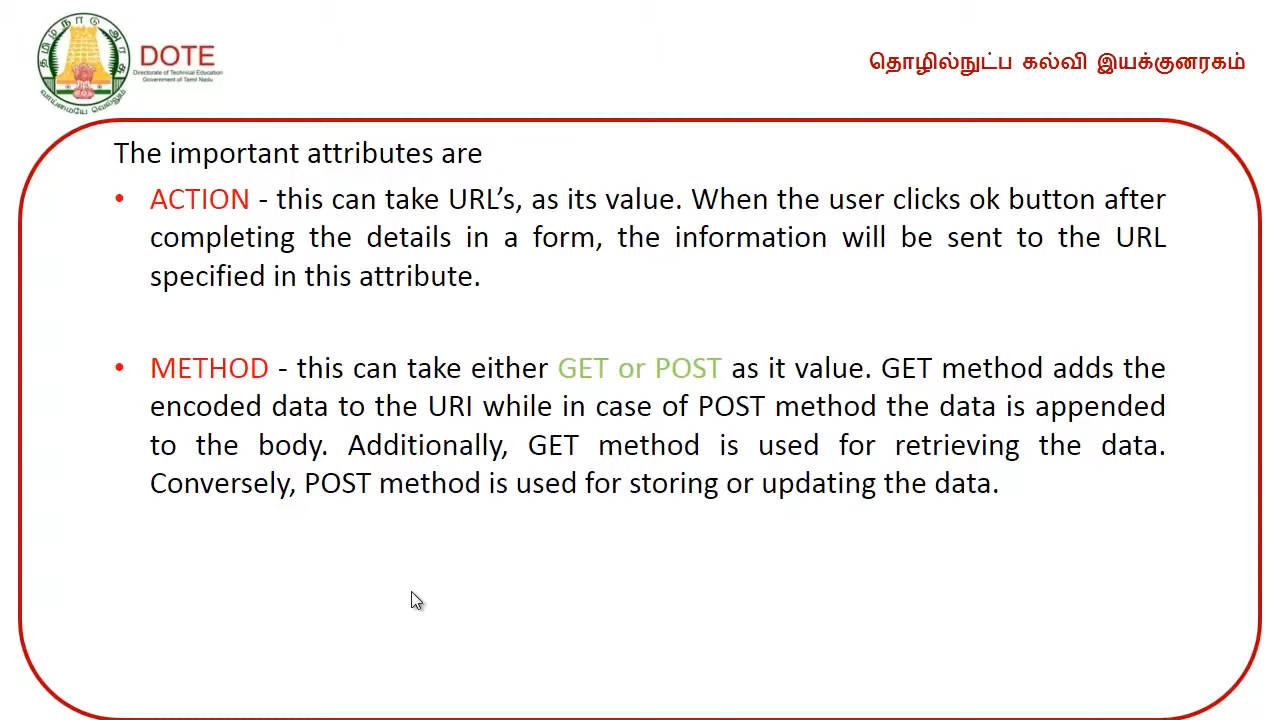 தமிழ்நாடு அரசு
வாய்மையே வெல்லும்
DOTE
Directorate of Technical Education
Government of Tamil Nadu
தொழில்நுட்ப கல்வி இயக்குனரகம்
The important attributes are
• ACTION - this can take URL’s, as its value. When the user clicks ok button after
completing the details in a form, the information will be sent to the URL
specified in this attribute.
• METHOD - this can take either GET or POST as it value. GET method adds the
encoded data to the URI while in case of POST method the data is appended
to the body. Additionally, GET method is used for retrieving the data.
Conversely, POST method is used for storing or updating the data.